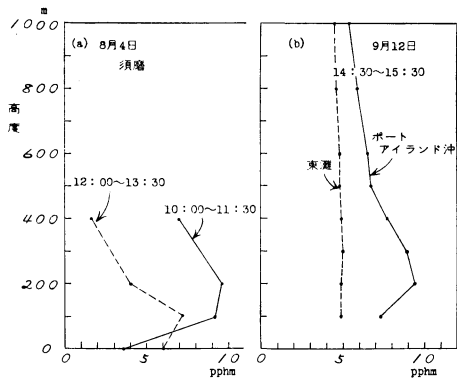 m
1000
800
600
400
200
0
高度
(a) 8月4日
須磨
12:00~13:30
10:00~11:30
0 5 10
pphm
(b) 9月12日
14:30~15:30
ポート
アイランド沖
東灘
0 5 10
pphm